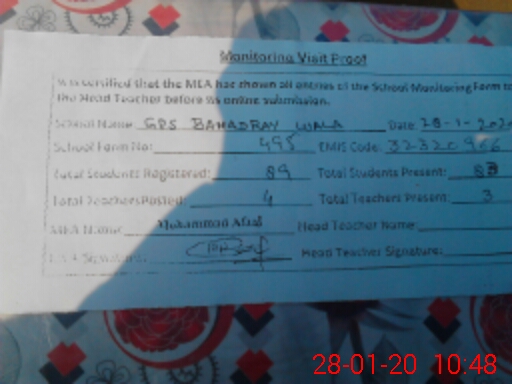 Monitoring Visit Proof
It is certified that the MEA has shown all entries of the School Monitoring Form to
the Head Teacher before its online submission.
School Name: GPS BAHADRAY WALA Date: 28-1-2020
School Form No: 495 EMIS Code: 32320966
Total Students Registered: 89 Total Students Present:
Total Teachers Posted: 4 Total Teachers Present: 3
MEA Name: Muhammad Afzal Head Teacher Name:
MEA Signature: Head Teacher Signature:
28-01-20 10:48